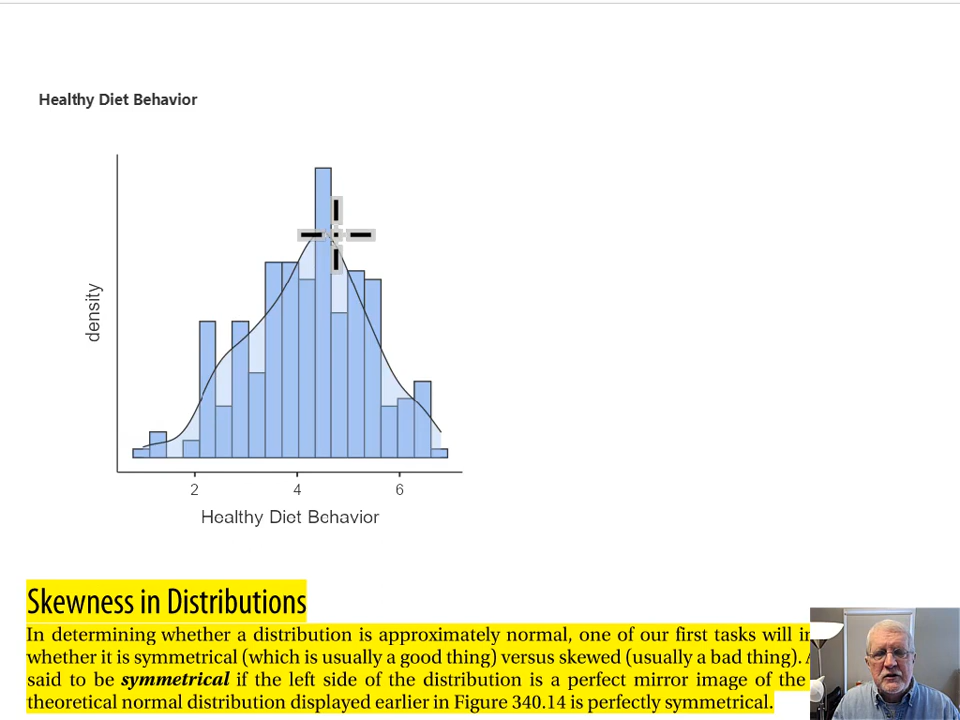 Healthy Diet Behavior
density
2 4 6
Healthy Diet Behavior
Skewness in Distributions
In determining whether a distribution is approximately normal, one of our first tasks will
whether it is symmetrical (which is usually a good thing) versus skewed (usually a bad thing).
said to be symmetrical if the left side of the distribution is a perfect mirror image of the
theoretical normal distribution displayed earlier in Figure 340.14 is perfectly symmetrical.